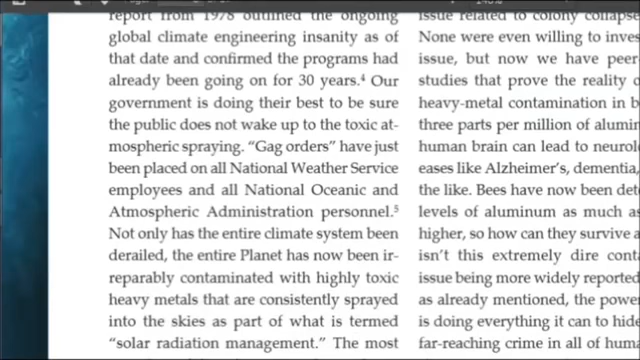 report from 1978 outlined the ongoing
global climate engineering insanity as of
that date and confirmed the programs had
already been going on for 30 years.⁴ Our
government is doing their best to be sure
the public does not wake up to the toxic at-
mospheric spraying. “Gag orders” have just
been placed on all National Weather Service
employees and all National Oceanic and
Atmospheric Administration personnel.⁵
Not only has the entire climate system been
derailed, the entire Planet has now been ir-
reparably contaminated with highly toxic
heavy metals that are consistently sprayed
into the skies as part of what is termed
“solar radiation management.” The most
issue related to colony collapse
None were even willing to inves
issue, but now we have peer
studies that prove the reality o
heavy-metal contamination in b
three parts per million of alumin
human brain can lead to neurol
eases like Alzheimer’s, dementia,
the like. Bees have now been det
levels of aluminum as much as
higher, so how can they survive a
isn’t this extremely dire cont
issue being more widely reported
as already mentioned, the power
is doing everything it can to hide
far-reaching crime in all of hum